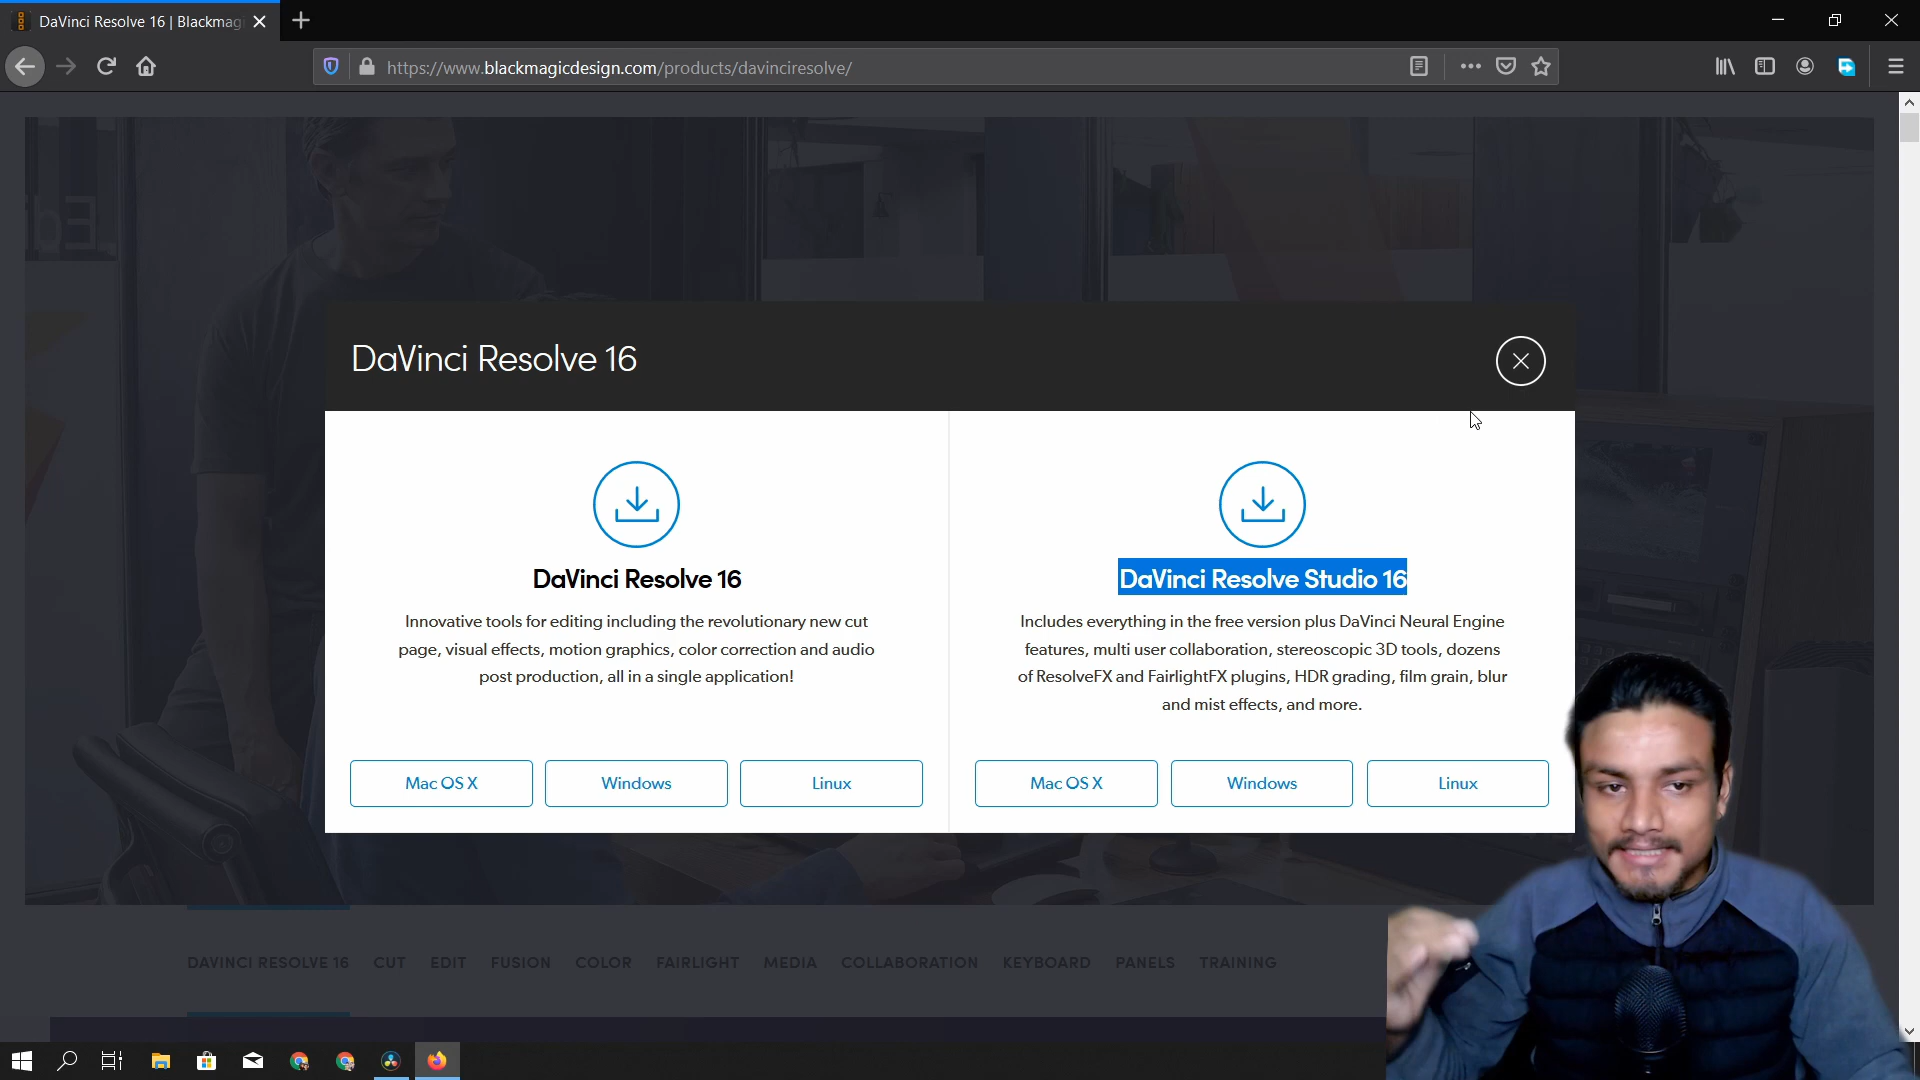 DaVinci Resolve 16 | Blackmag
https://www.blackmagicdesign.com/products/davinciresolve/
DaVinci Resolve 16
DaVinci Resolve 16
Innovative tools for editing including the revolutionary new cut
page, visual effects, motion graphics, color correction and audio
post production, all in a single application!
Mac OS X
Windows
Linux
DaVinci Resolve Studio 16
Includes everything in the free version plus DaVinci Neural Engine
features, multi user collaboration, stereoscopic 3D tools, dozens
of ResolveFX and FairlightFX plugins, HDR grading, film grain, blur
and mist effects, and more.
Mac OS X
Windows
Linux
DAVINCI RESOLVE 16 CUT EDIT FUSION COLOR FAIRLIGHT MEDIA COLLABORATION KEYBOARD PANELS TRAINING